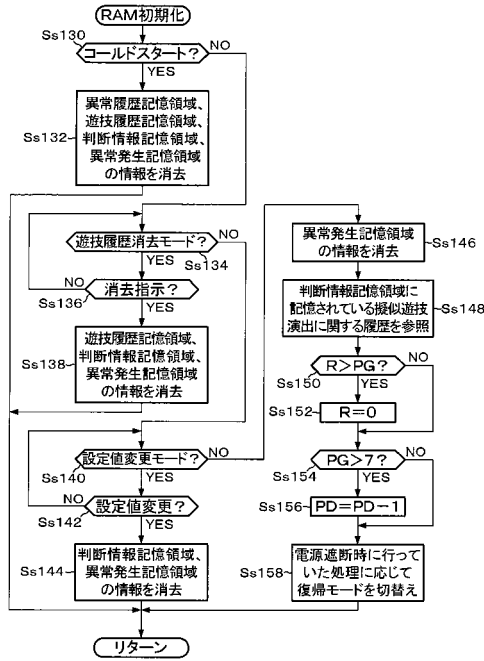 RAM初期化
Ss130
コールドスタート?
NO
YES
Ss132
異常履歴記憶領域、
遊技履歴記憶領域、
判断情報記憶領域、
異常発生記憶領域
の情報を消去
遊技履歴消去モード?
NO
Ss134
YES
NO
消去指示?
Ss136
YES
Ss138
遊技履歴記憶領域、
判断情報記憶領域、
異常発生記憶領域
の情報を消去
設定値変更モード?
NO
Ss140
YES
NO
設定値変更?
Ss142
YES
Ss144
判断情報記憶領域、
異常発生記憶領域
の情報を消去
異常発生記憶領域
の情報を消去
Ss146
判断情報記憶領域に
記憶されている擬似遊技
演出に関する履歴を参照
Ss148
R>PG?
NO
Ss150
YES
Ss152
R=0
PG>7?
NO
Ss154
YES
Ss156
PD=PD-1
Ss158
電源遮断時に行って
いた処理に応じて
復帰モードを切替え
リターン